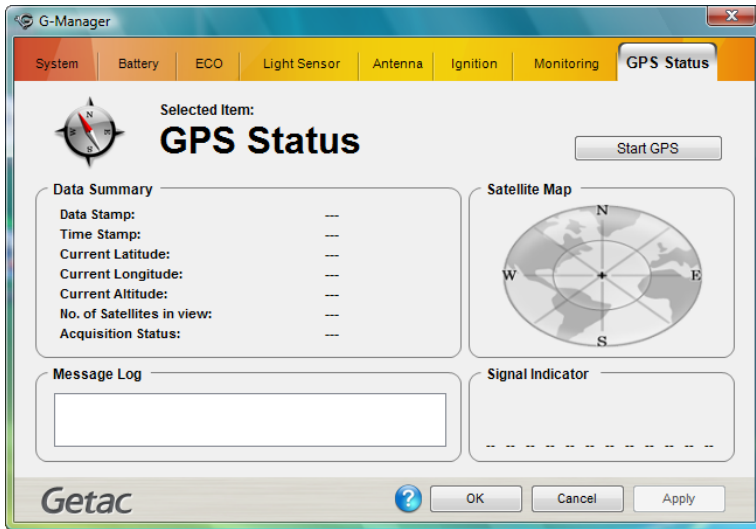 G-Manager
System Battery ECO Light Sensor Antenna Ignition Monitoring GPS Status
Selected Item:
GPS Status
Start GPS
Data Summary
Data Stamp: ---
Time Stamp: ---
Current Latitude: ---
Current Longitude: ---
Current Altitude: ---
No. of Satellites in view: ---
Acquisition Status: ---
Satellite Map
N
W E
S
Message Log
Signal Indicator
-- -- -- -- -- -- -- -- -- -- -- --
Getac
? OK Cancel Apply